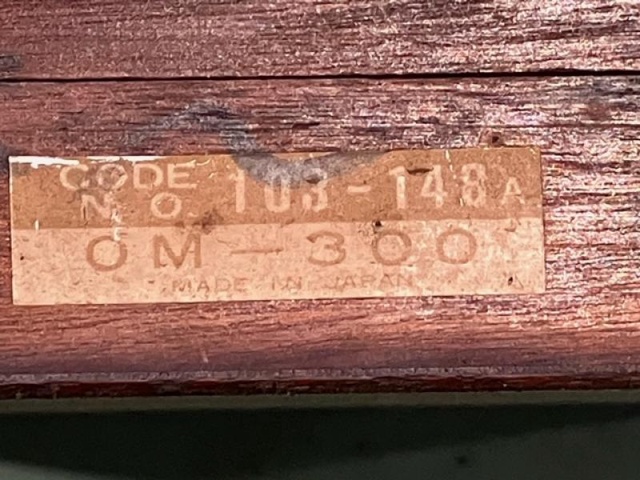 CODE NO. 103-148A
OM-300
MADE IN JAPAN